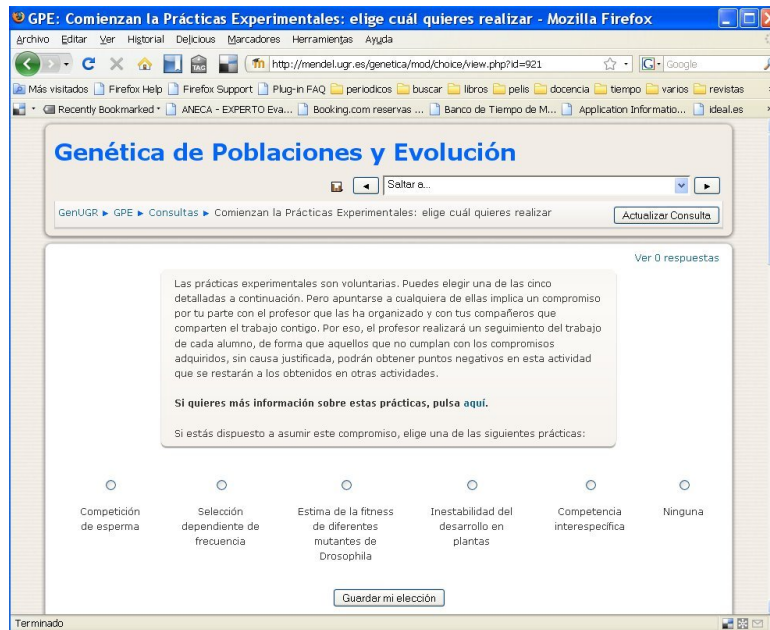 GPE: Comienzan la Prácticas Experimentales: elige cuál quieres realizar - Mozilla Firefox
Archivo Editar Ver Historial Delicious Marcadores Herramientas Ayuda
TAG http://mendel.ugr.es/genetica/mod/choice/view.php?id=921 G Google
Más visitados Firefox Help Firefox Support Plug-in FAQ periodicos buscar libros pelis docencia tiempo varios revistas
Recently Bookmarked ANECA - EXPERTO Eva... Booking.com reservas ... Banco de Tiempo de M... Application Informatio... ideal.es
Genética de Poblaciones y Evolución
Saltar a...
GenUGR ► GPE ► Consultas ► Comienzan la Prácticas Experimentales: elige cuál quieres realizar Actualizar Consulta
Ver 0 respuestas
Las prácticas experimentales son voluntarias. Puedes elegir una de las cinco
detalladas a continuación. Pero apuntarse a cualquiera de ellas implica un compromiso
por tu parte con el profesor que las ha organizado y con tus compañeros que
comparten el trabajo contigo. Por eso, el profesor realizará un seguimiento del trabajo
de cada alumno, de forma que aquellos que no cumplan con los compromisos
adquiridos, sin causa justificada, podrán obtener puntos negativos en esta actividad
que se restarán a los obtenidos en otras actividades.
Si quieres más información sobre estas prácticas, pulsa aquí.
Si estás dispuesto a asumir este compromiso, elige una de las siguientes prácticas:
Competición
de esperma
Selección
dependiente de
frecuencia
Estima de la fitness
de diferentes
mutantes de
Drosophila
Inestabilidad del
desarrollo en
plantas
Competencia
interespecífica
Ninguna
Guardar mi elección
Terminado